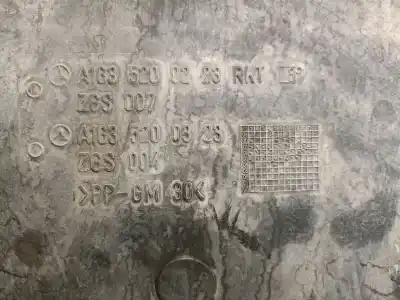 A163 520 02 23 RKT
ZGS 007
A163 520 03 23
ZGS 004
>PP-GM 30<